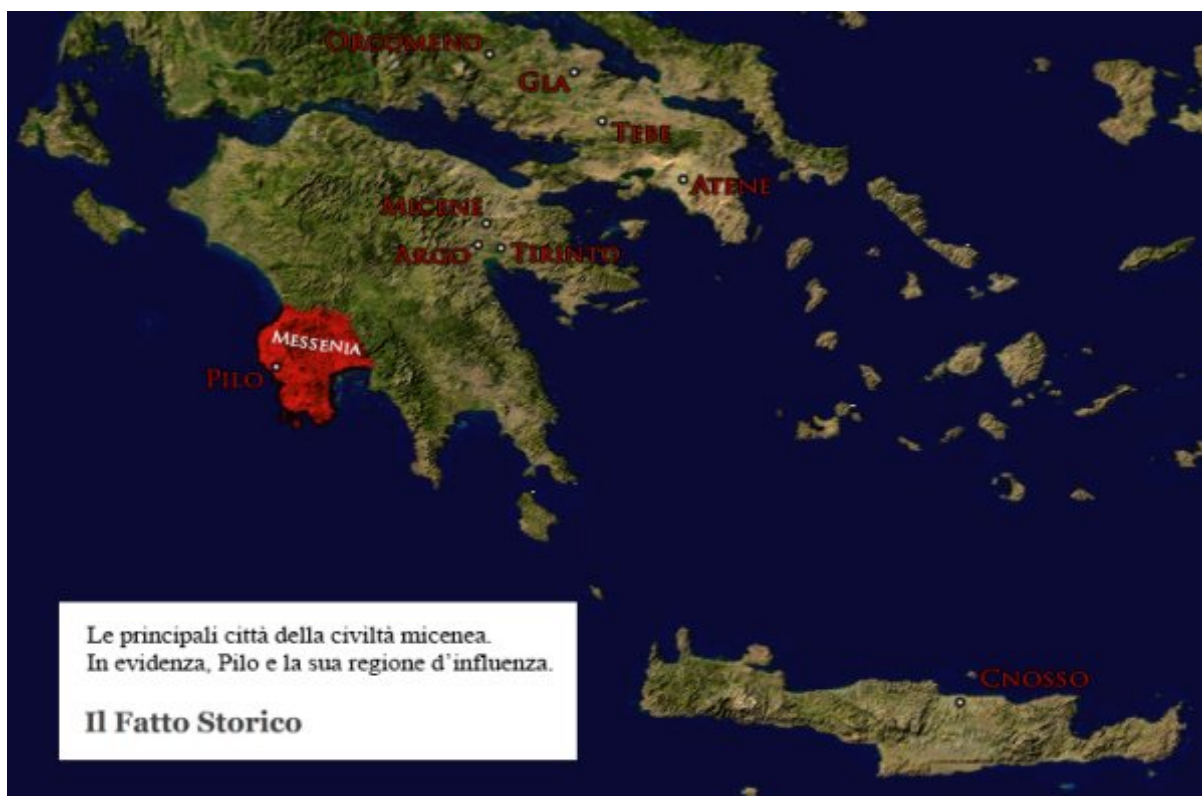 ORCOMENO
GLA
TEBE
ATENE
MICENE
ARGO
TIRINTO
MESSENIA
PILO
Le principali città della civiltà micenea.
In evidenza, Pilo e la sua regione d'influenza.
Il Fatto Storico
CNOSSO